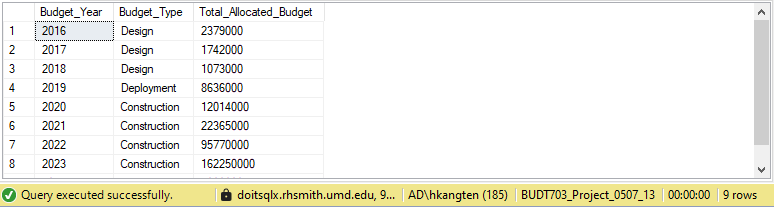 Budget_Year Budget_Type Total_Allocated_Budget
1 2016 Design 2379000
2 2017 Design 1742000
3 2018 Design 1073000
4 2019 Deployment 8636000
5 2020 Construction 12014000
6 2021 Construction 22365000
7 2022 Construction 95770000
8 2023 Construction 162250000
Query executed successfully. doitsqlx.rhsmith.umd.edu, 9... AD\hkangten (185) BUDT703_Project_0507_13 00:00:00 9 rows